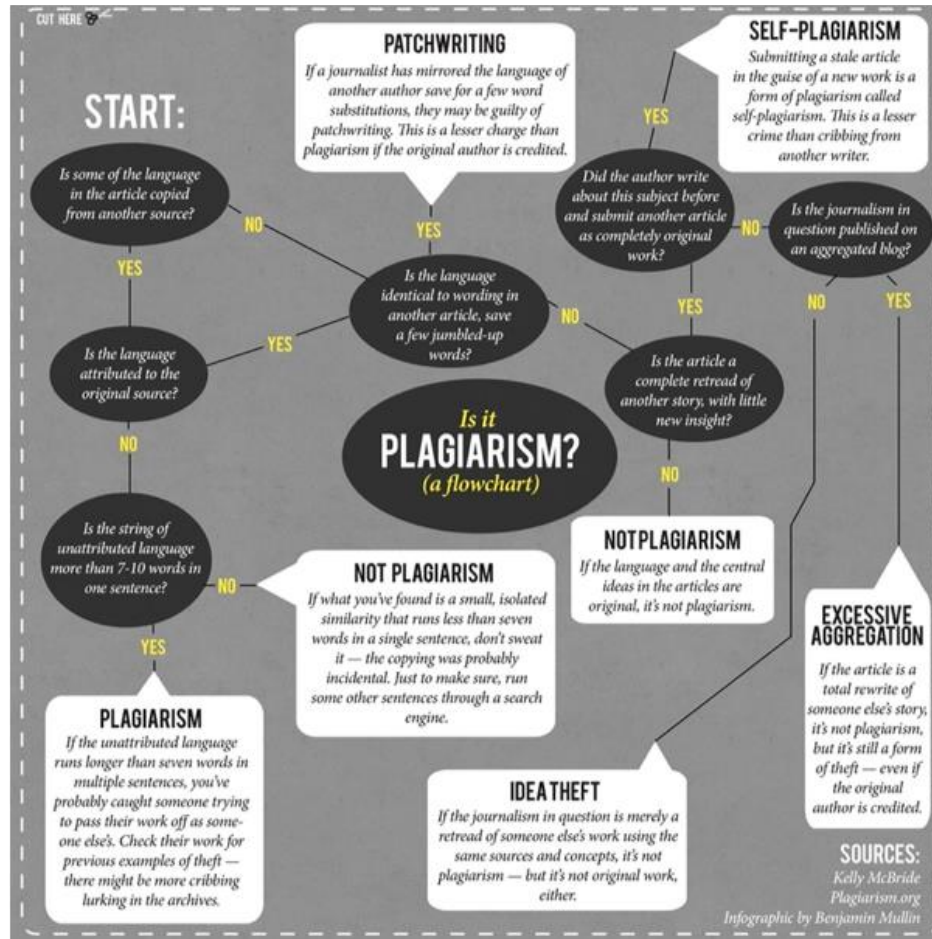 CUT HERE
START:
Is some of the language
in the article copied
from another source?
YES
NO
Is the language
attributed to the
original source?
YES
NO
Is the string of
unattributed language
more than 7-10 words in
one sentence?
NO
YES
PLAGIARISM
If the unattributed language
runs longer than seven words in
multiple sentences, you've
probably caught someone trying
to pass their work off as some-
one else's. Check their work for
previous examples of theft —
there might be more cribbing
lurking in the archives.
NOT PLAGIARISM
If what you've found is a small, isolated
similarity that runs less than seven
words in a single sentence, don't sweat
it — the copying was probably
incidental. Just to make sure, run
some other sentences through a search
engine.
PATCHWRITING
If a journalist has mirrored the language of
another author save for a few word
substitutions, they may be guilty of
patchwriting. This is a lesser charge than
plagiarism if the original author is credited.
YES
Is the language
identical to wording in
another article, save
a few jumbled-up
words?
NO
Is it
PLAGIARISM?
(a flowchart)
SELF-PLAGIARISM
Submitting a stale article
in the guise of a new work is a
form of plagiarism called
self-plagiarism. This is a lesser
crime than cribbing from
another writer.
YES
Did the author write
about this subject before
and submit another article
as completely original
work?
NO
YES
Is the article a
complete retread of
another story, with little
new insight?
NO
NOT PLAGIARISM
If the language and the central
ideas in the articles are
original, it's not plagiarism.
Is the journalism in
question published on
an aggregated blog?
NO
YES
IDEA THEFT
If the journalism in question is merely a
retread of someone else's work using the
same sources and concepts, it's not
plagiarism — but it's not original work,
either.
EXCESSIVE
AGGREGATION
If the article is a
total rewrite of
someone else's story,
it's not plagiarism,
but it's still a form
of theft — even if
the original
author is credited.
SOURCES:
Kelly McBride
Plagiarism.org
Infographic by Benjamin Mullin